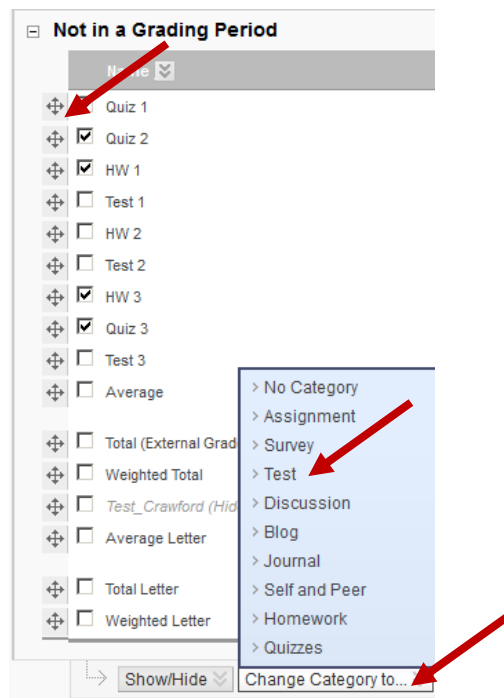 Not in a Grading Period
Quiz 1
Quiz 2
HW 1
Test 1
HW 2
Test 2
HW 3
Quiz 3
Test 3
Average
Total (External Grad
Weighted Total
Test_Crawford (Hid
Average Letter
Total Letter
Weighted Letter
> No Category
> Assignment
> Survey
> Test
> Discussion
> Blog
> Journal
> Self and Peer
> Homework
> Quizzes
Show/Hide
Change Category to...